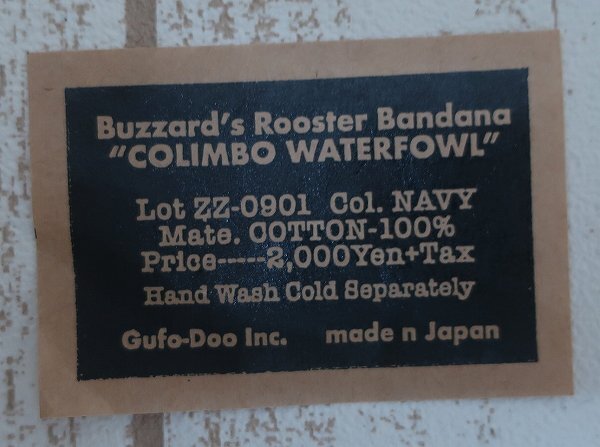 Buzzard's Rooster Bandana
"COLIMBO WATERFOWL"
Lot ZZ-0901 Col. NAVY
Mate. COTTON-100%
Price-----2,000Yen+Tax
Hand Wash Cold Separately
Gufo-Doo Inc. made n Japan